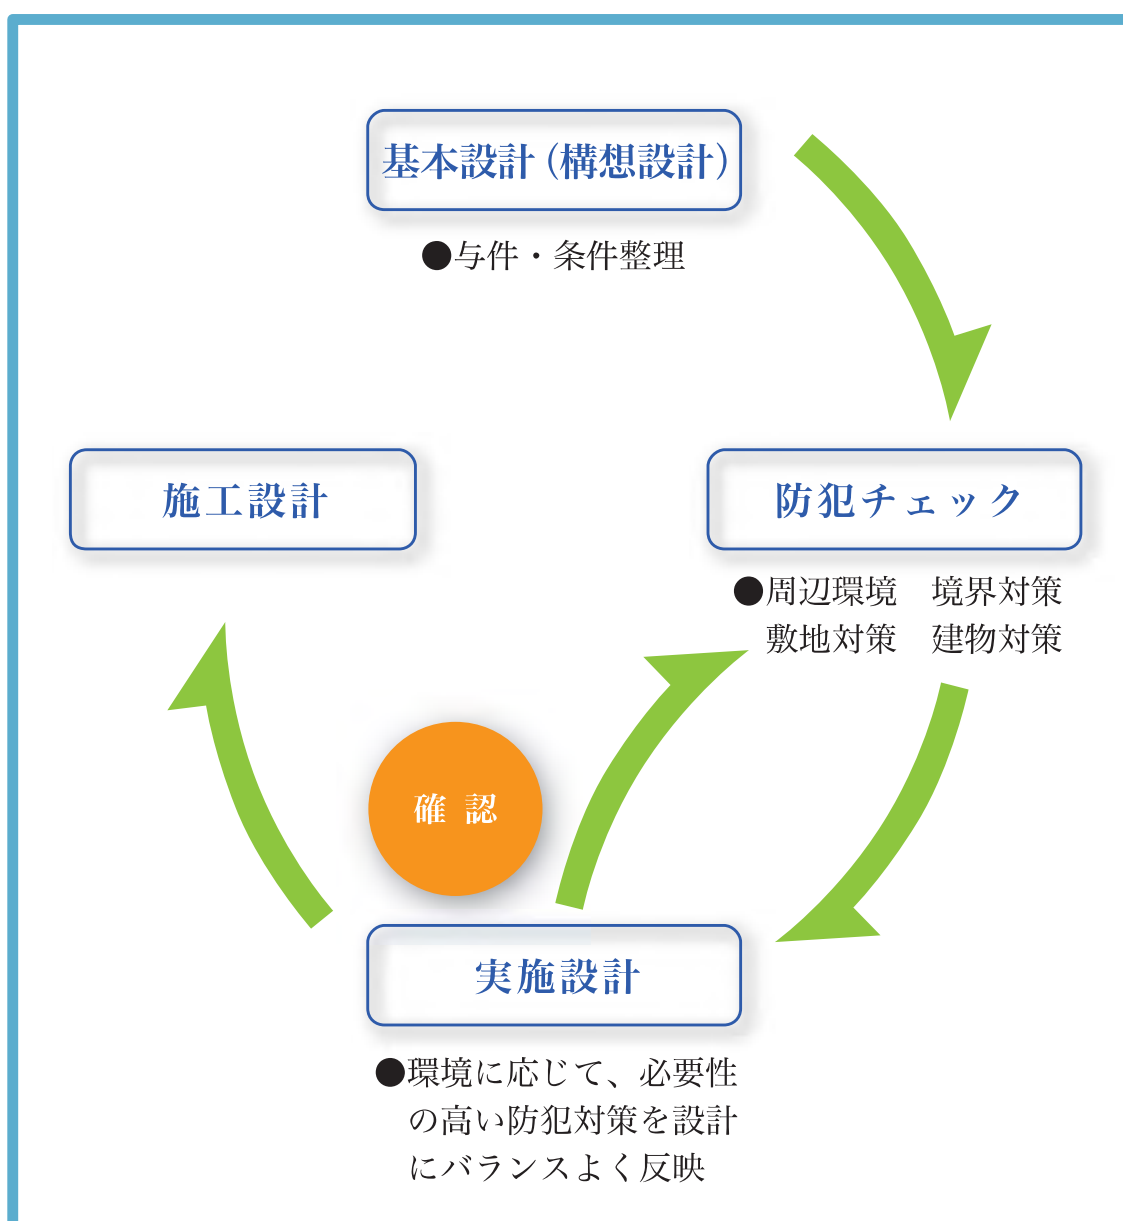 基本設計（構想設計）
●与件・条件整理
施工設計
防犯チェック
●周辺環境　境界対策
敷地対策　建物対策
確 認
実施設計
●環境に応じて、必要性
の高い防犯対策を設計
にバランスよく反映